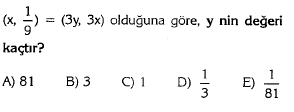 (x, 1/9) = (3y, 3x) olduğuna göre, y nin değeri
kaçtır?
A) 81 B) 3 C) 1 D) 1/3 E) 1/81